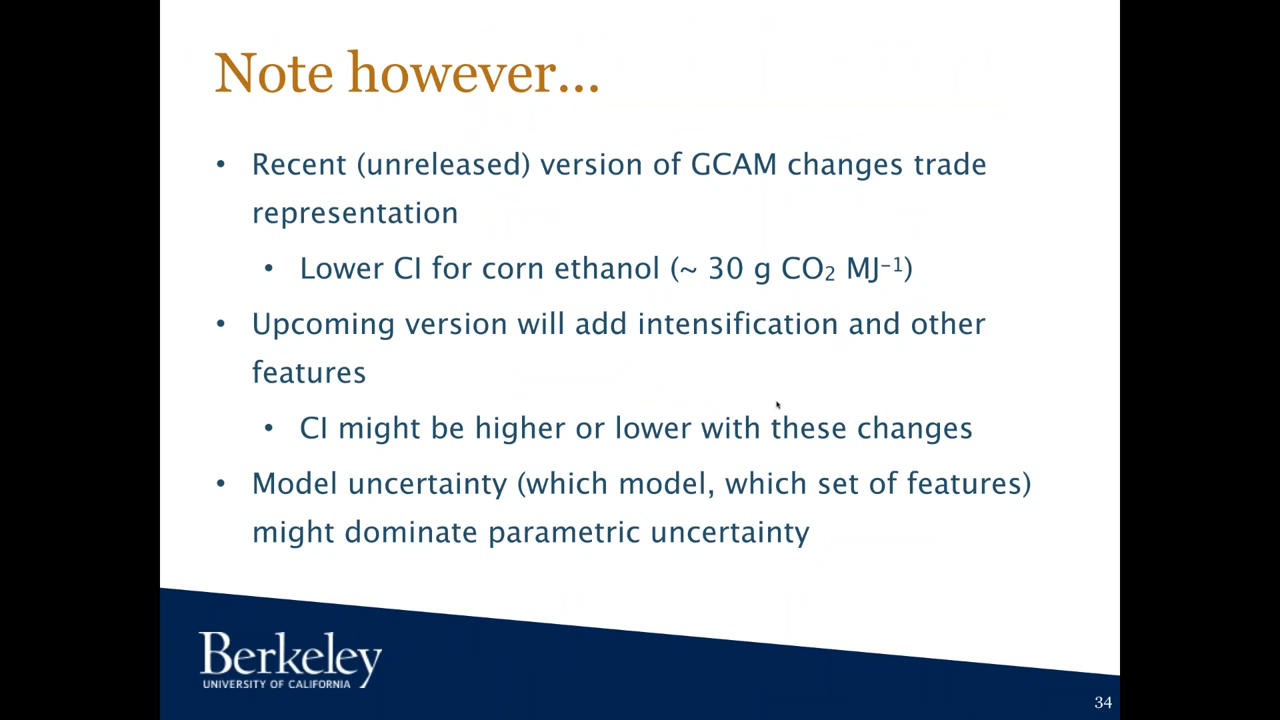 Note however...
• Recent (unreleased) version of GCAM changes trade
representation
• Lower CI for corn ethanol (~ 30 g CO₂ MJ⁻¹)
• Upcoming version will add intensification and other
features
• CI might be higher or lower with these changes
• Model uncertainty (which model, which set of features)
might dominate parametric uncertainty
Berkeley
UNIVERSITY OF CALIFORNIA
34